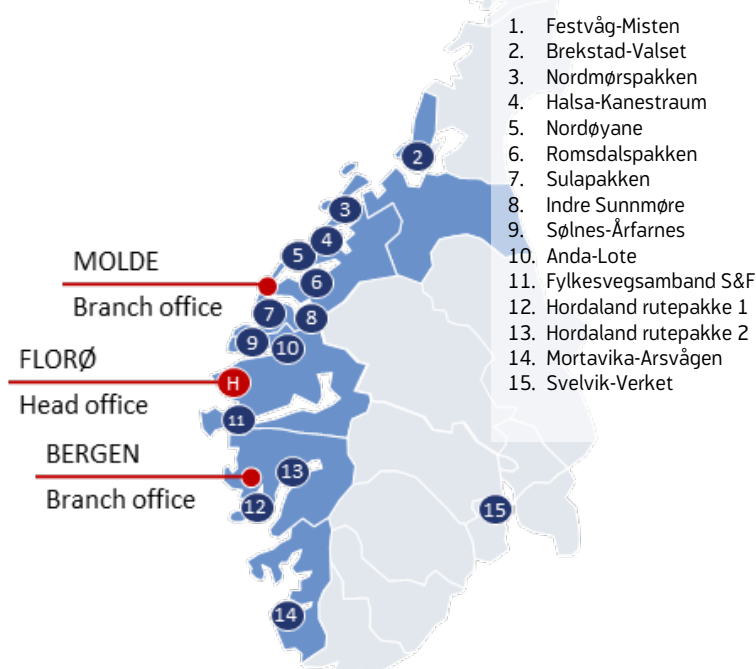 1. Festvåg-Misten
2. Brekstad-Valset
3. Nordmørspakken
4. Halsa-Kanestraum
5. Nordøyane
6. Romsdalspakken
7. Sulapakken
8. Indre Sunnmøre
9. Sølnes-Årfarnes
10. Anda-Lote
11. Fylkesvegsamband S&F
12. Hordaland rutepakke 1
13. Hordaland rutepakke 2
14. Mortavika-Arsvågen
15. Svelvik-Verket
2
3
4
5
6
MOLDE
Branch office
7
8
9
10
FLORØ
H
Head office
11
BERGEN
13
Branch office
12
15
14